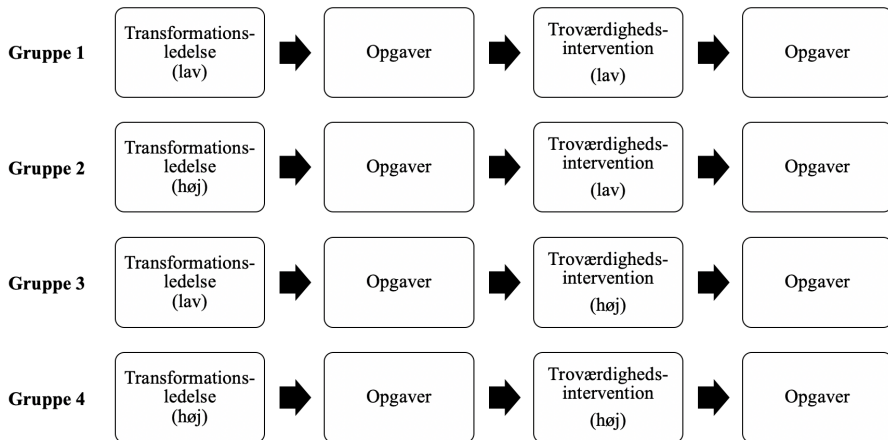 Gruppe 1
Transformations-
ledelse
(lav)
Opgaver
Troværdigheds-
intervention
(lav)
Opgaver
Gruppe 2
Transformations-
ledelse
(høj)
Opgaver
Troværdigheds-
intervention
(lav)
Opgaver
Gruppe 3
Transformations-
ledelse
(lav)
Opgaver
Troværdigheds-
intervention
(høj)
Opgaver
Gruppe 4
Transformations-
ledelse
(høj)
Opgaver
Troværdigheds-
intervention
(høj)
Opgaver